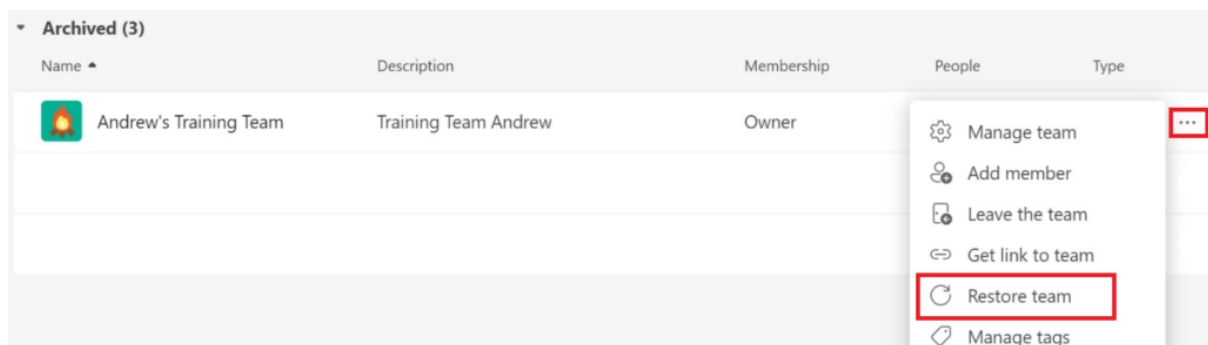 Archived (3)
Name Description Membership People Type
Andrew's Training Team Training Team Andrew Owner ...
Manage team
Add member
Leave the team
Get link to team
Restore team
Manage tags